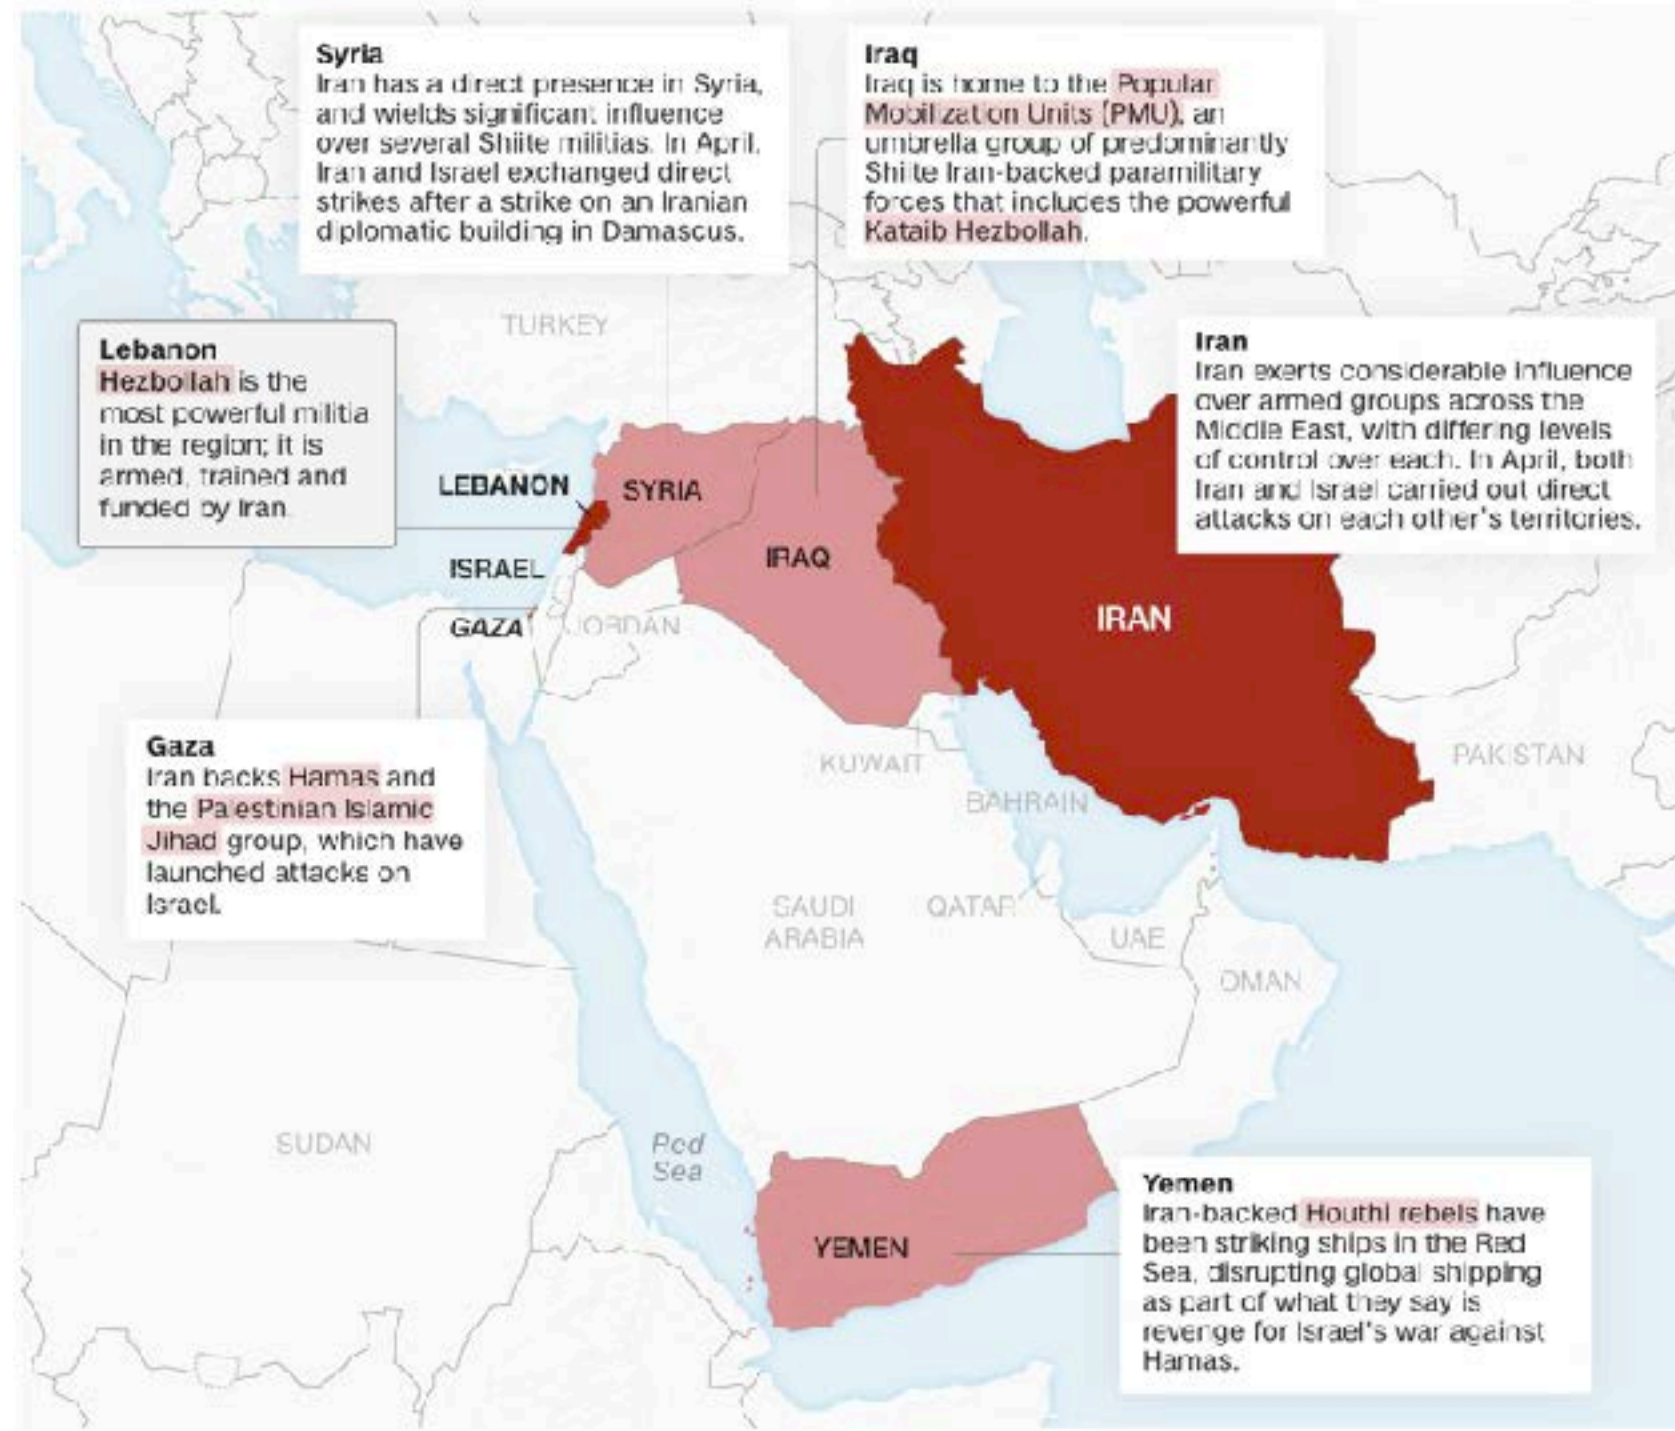 Syria
Iran has a direct presence in Syria,
and wields significant influence
over several Shiite militias. In April,
Iran and Israel exchanged direct
strikes after a strike on an Iranian
diplomatic building in Damascus.
Iraq
Iraq is home to the Popular
Mobilization Units (PMU), an
umbrella group of predominantly
Shiite Iran-backed paramilitary
forces that includes the powerful
Kataib Hezbollah.
TURKEY
Lebanon
Hezbollah is the
most powerful militia
in the region; it is
armed, trained and
funded by Iran.
Iran
Iran exerts considerable influence
over armed groups across the
Middle East, with differing levels
of control over each. In April, both
Iran and Israel carried out direct
attacks on each other's territories.
LEBANON
SYRIA
ISRAEL
IRAQ
GAZA
JORDAN
IRAN
Gaza
Iran backs Hamas and
the Palestinian Islamic
Jihad group, which have
launched attacks on
Israel.
KUWAIT
PAKISTAN
BAHRAIN
SAUDI
ARABIA
QATAR
UAE
OMAN
SUDAN
Red
Sea
YEMEN
Yemen
Iran-backed Houthi rebels have
been striking ships in the Red
Sea, disrupting global shipping
as part of what they say is
revenge for Israel's war against
Hamas.